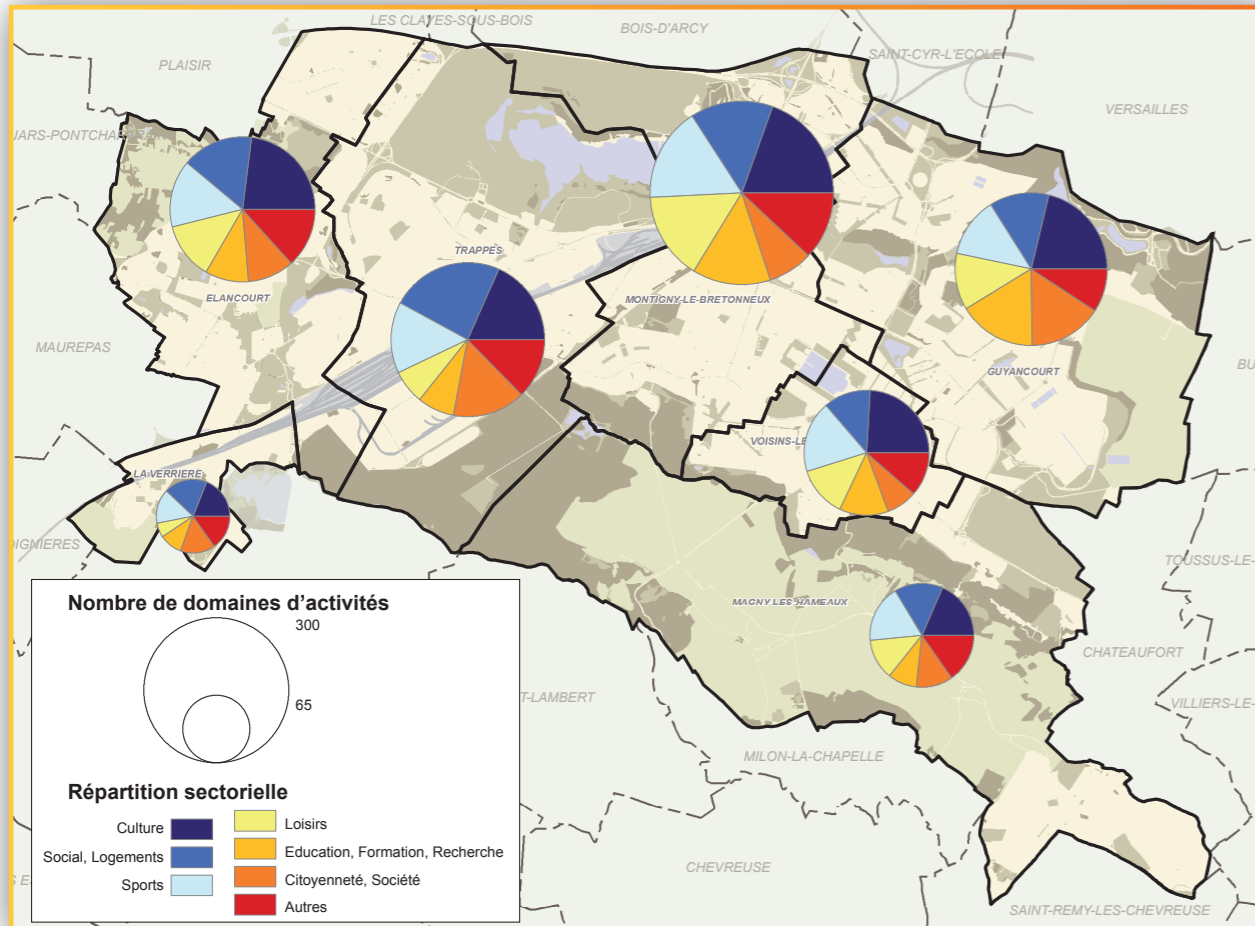 LES CLAYES-SOUS-BOIS
BOIS-D'ARCY
SAINT-CYR-L'ECOLE
PLAISIR
VERSAILLES
TRAPPES
ELANCOURT
MONTIGNY-LE-BRETONNEUX
MAUREPAS
GUYANCOURT
VOISINS-LE
LA VERRIERE
TOUSSUS-LE-
MAGNY LES HAMEAUX
CHATEAUFORT
T-LAMBERT
VILLIERS-LE-
MILON-LA-CHAPELLE
CHEVREUSE
SAINT-REMY-LES-CHEVREUSE
Nombre de domaines d’activités
300
65
Répartition sectorielle
Culture
Social, Logements
Sports
Loisirs
Education, Formation, Recherche
Citoyenneté, Société
Autres